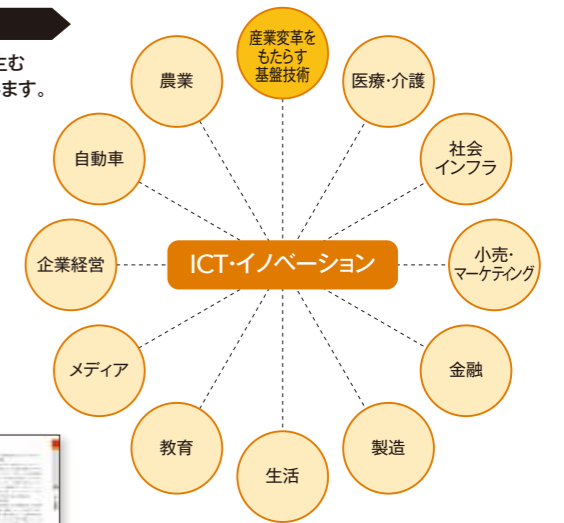 生む
ます。
産業変革を
もたらす
基盤技術
医療・介護
社会
インフラ
小売・
マーケティング
金融
製造
生活
教育
メディア
企業経営
自動車
農業
ICT・イノベーション